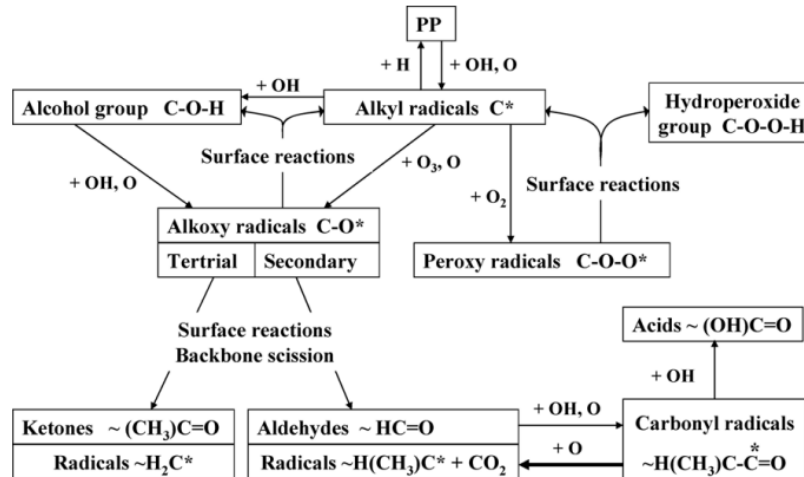 PP
+ H
+ OH, O
+ OH
Alcohol group C-O-H
Alkyl radicals C*
Hydroperoxide
group C-O-O-H
Surface reactions
+ OH, O
+ O₃, O
+ O₂
Surface reactions
Alkoxy radicals C-O*
Tertrial
Secondary
Peroxy radicals C-O-O*
Surface reactions
Backbone scission
Acids ~ (OH)C=O
+ OH
Ketones ~ (CH₃)C=O
Radicals ~H₂C*
Aldehydes ~ HC=O
Radicals ~H(CH₃)C* + CO₂
+ OH, O
+ O
Carbonyl radicals
*
~H(CH₃)C-C=O